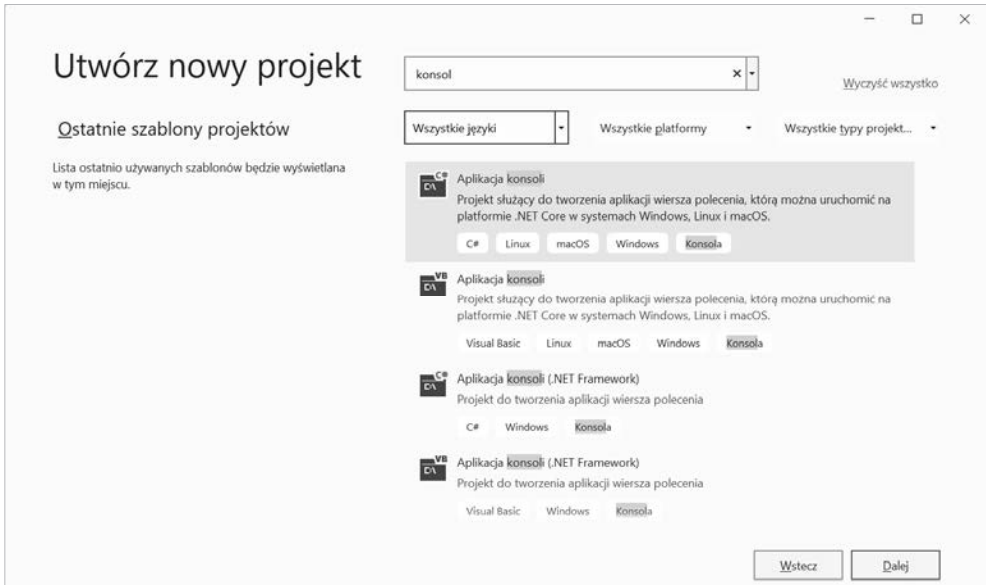 Utwórz nowy projekt
konsol
Wyczyść wszystko
Ostatnie szablony projektów
Wszystkie języki
Wszystkie platformy
Wszystkie typy projekt...
Lista ostatnio używanych szablonów będzie wyświetlana
w tym miejscu.
C#
Aplikacja konsoli
Projekt służący do tworzenia aplikacji wiersza polecenia, którą można uruchomić na
platformie .NET Core w systemach Windows, Linux i macOS.
C# Linux macOS Windows Konsola
VB
Aplikacja konsoli
Projekt służący do tworzenia aplikacji wiersza polecenia, którą można uruchomić na
platformie .NET Core w systemach Windows, Linux i macOS.
Visual Basic Linux macOS Windows Konsola
C#
Aplikacja konsoli (.NET Framework)
Projekt do tworzenia aplikacji wiersza polecenia
C# Windows Konsola
VB
Aplikacja konsoli (.NET Framework)
Projekt do tworzenia aplikacji wiersza polecenia
Visual Basic Windows Konsola
Wstecz
Dalej